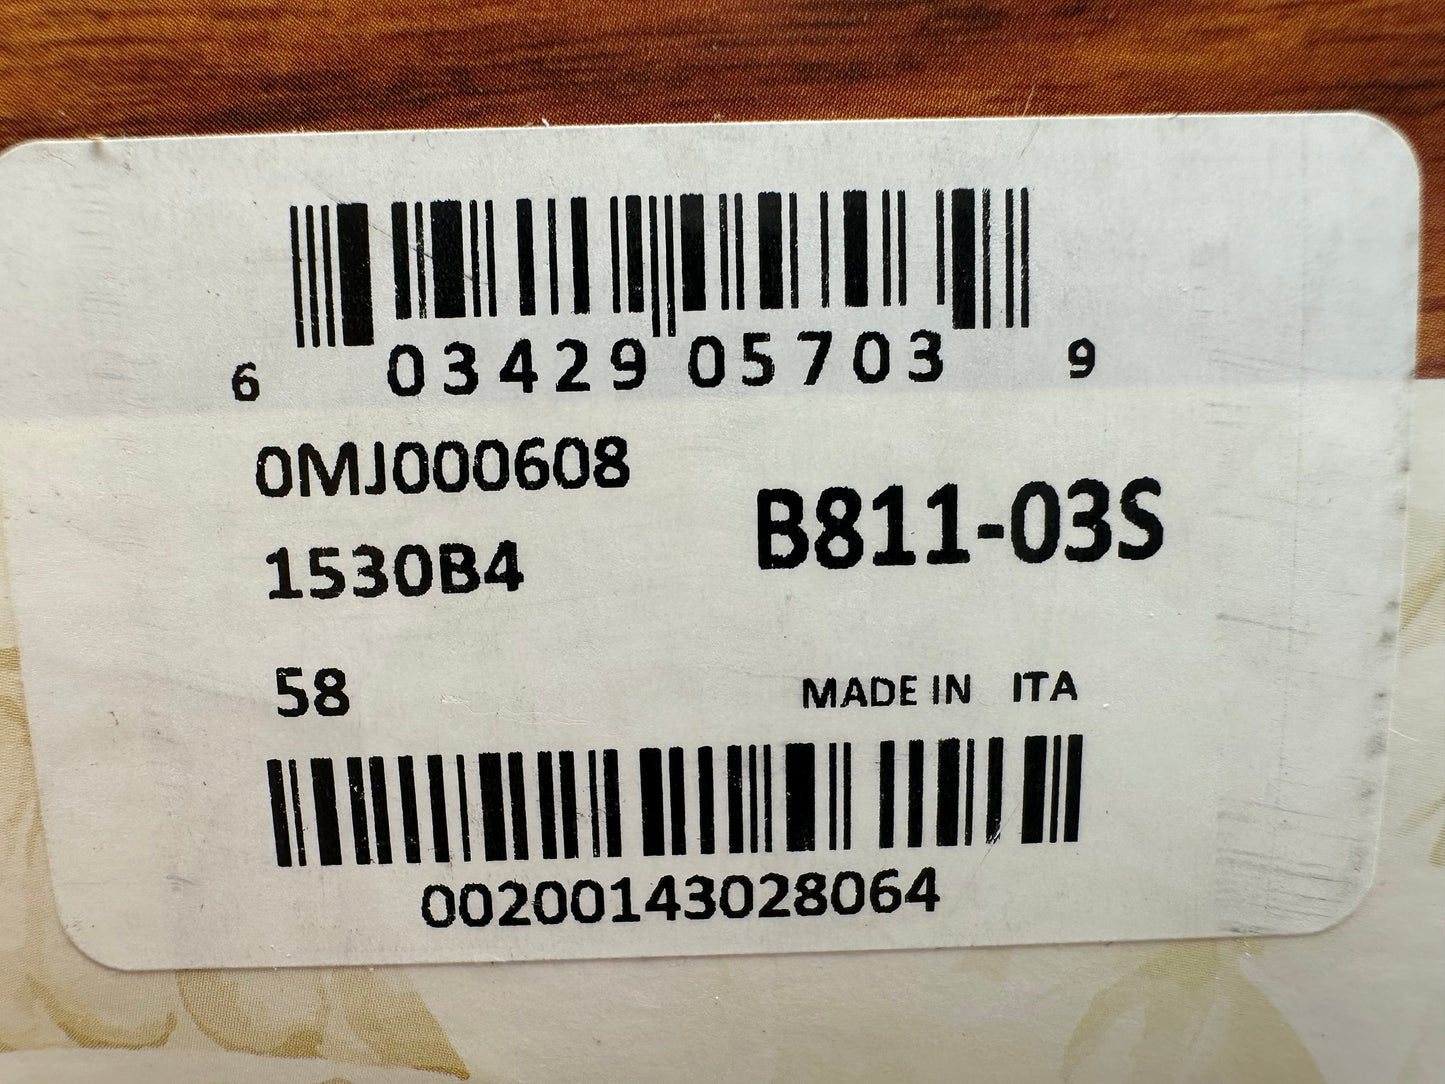 6 03429 05703 9
0MJ000608
B811-03S
1530B4
58
MADE IN ITA
00200143028064